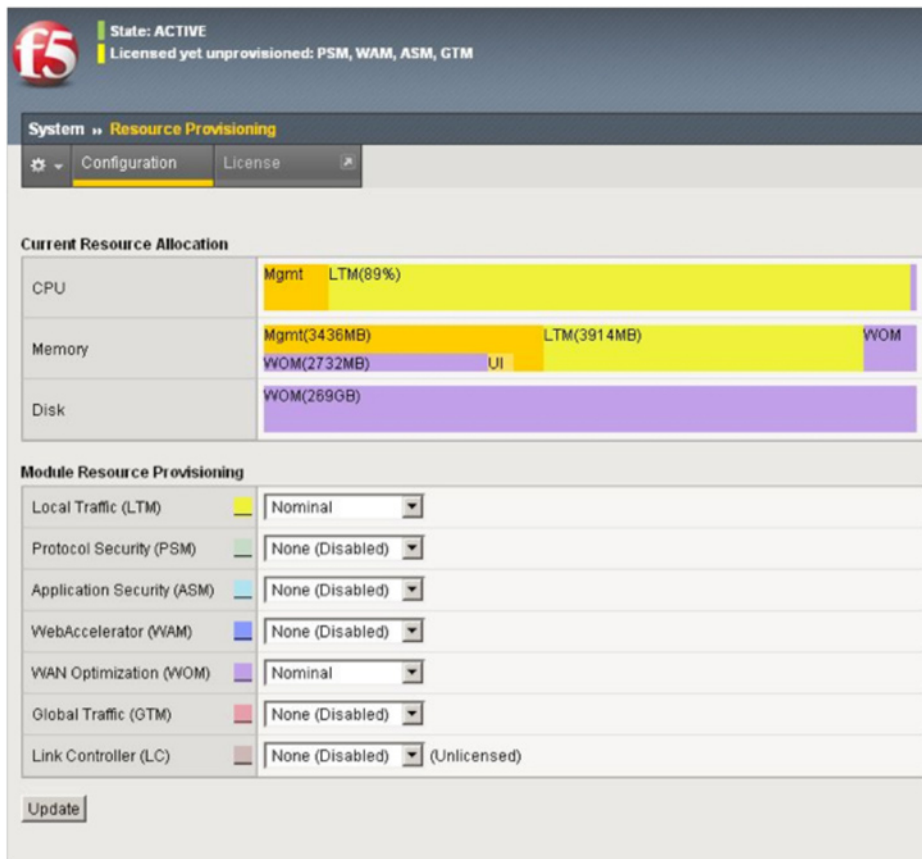 f5
State: ACTIVE
Licensed yet unprovisioned: PSM, WAM, ASM, GTM
System » Resource Provisioning
Configuration License
Current Resource Allocation
CPU Mgmt LTM(89%)
Memory Mgmt(3436MB) LTM(3914MB) WOM
WOM(2732MB) UI
Disk WOM(269GB)
Module Resource Provisioning
Local Traffic (LTM) Nominal
Protocol Security (PSM) None (Disabled)
Application Security (ASM) None (Disabled)
WebAccelerator (WAM) None (Disabled)
WAN Optimization (WOM) Nominal
Global Traffic (GTM) None (Disabled)
Link Controller (LC) None (Disabled) (Unlicensed)
Update